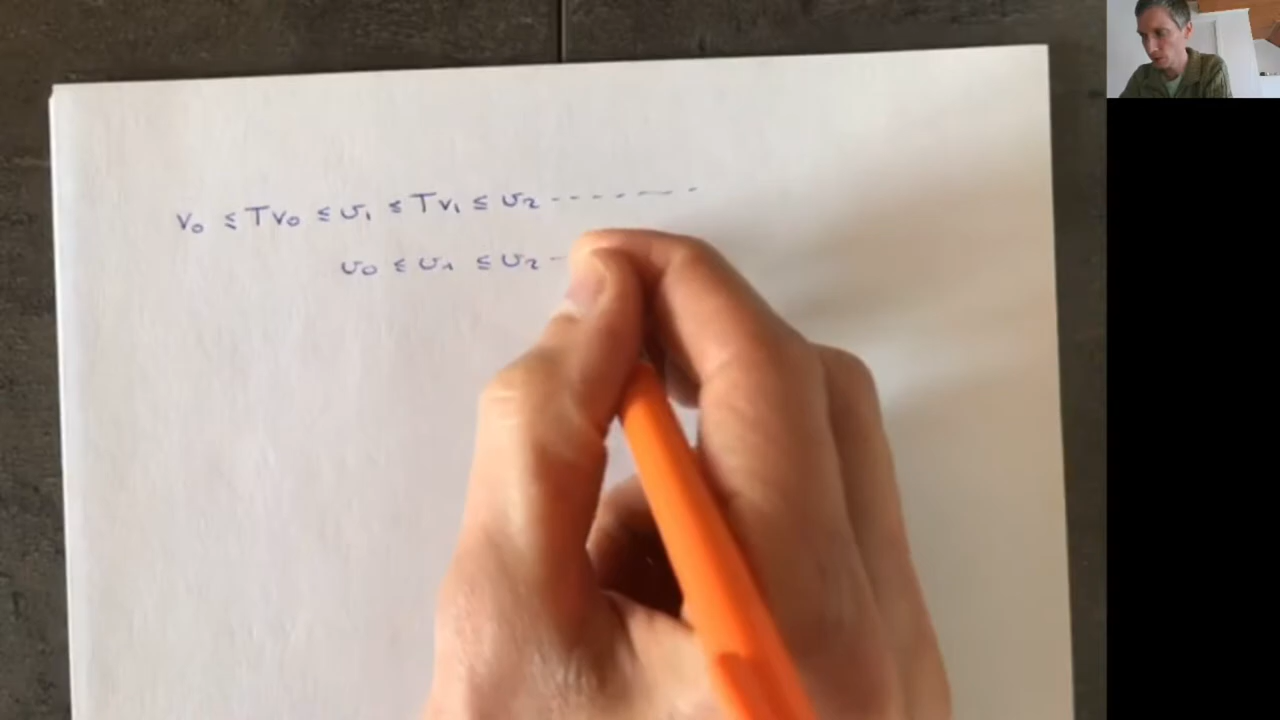 v₀ ≤ Tv₀ ≤ v₁ ≤ Tv₁ ≤ v₂ -------
v₀ ≤ v₁ ≤ v₂ -